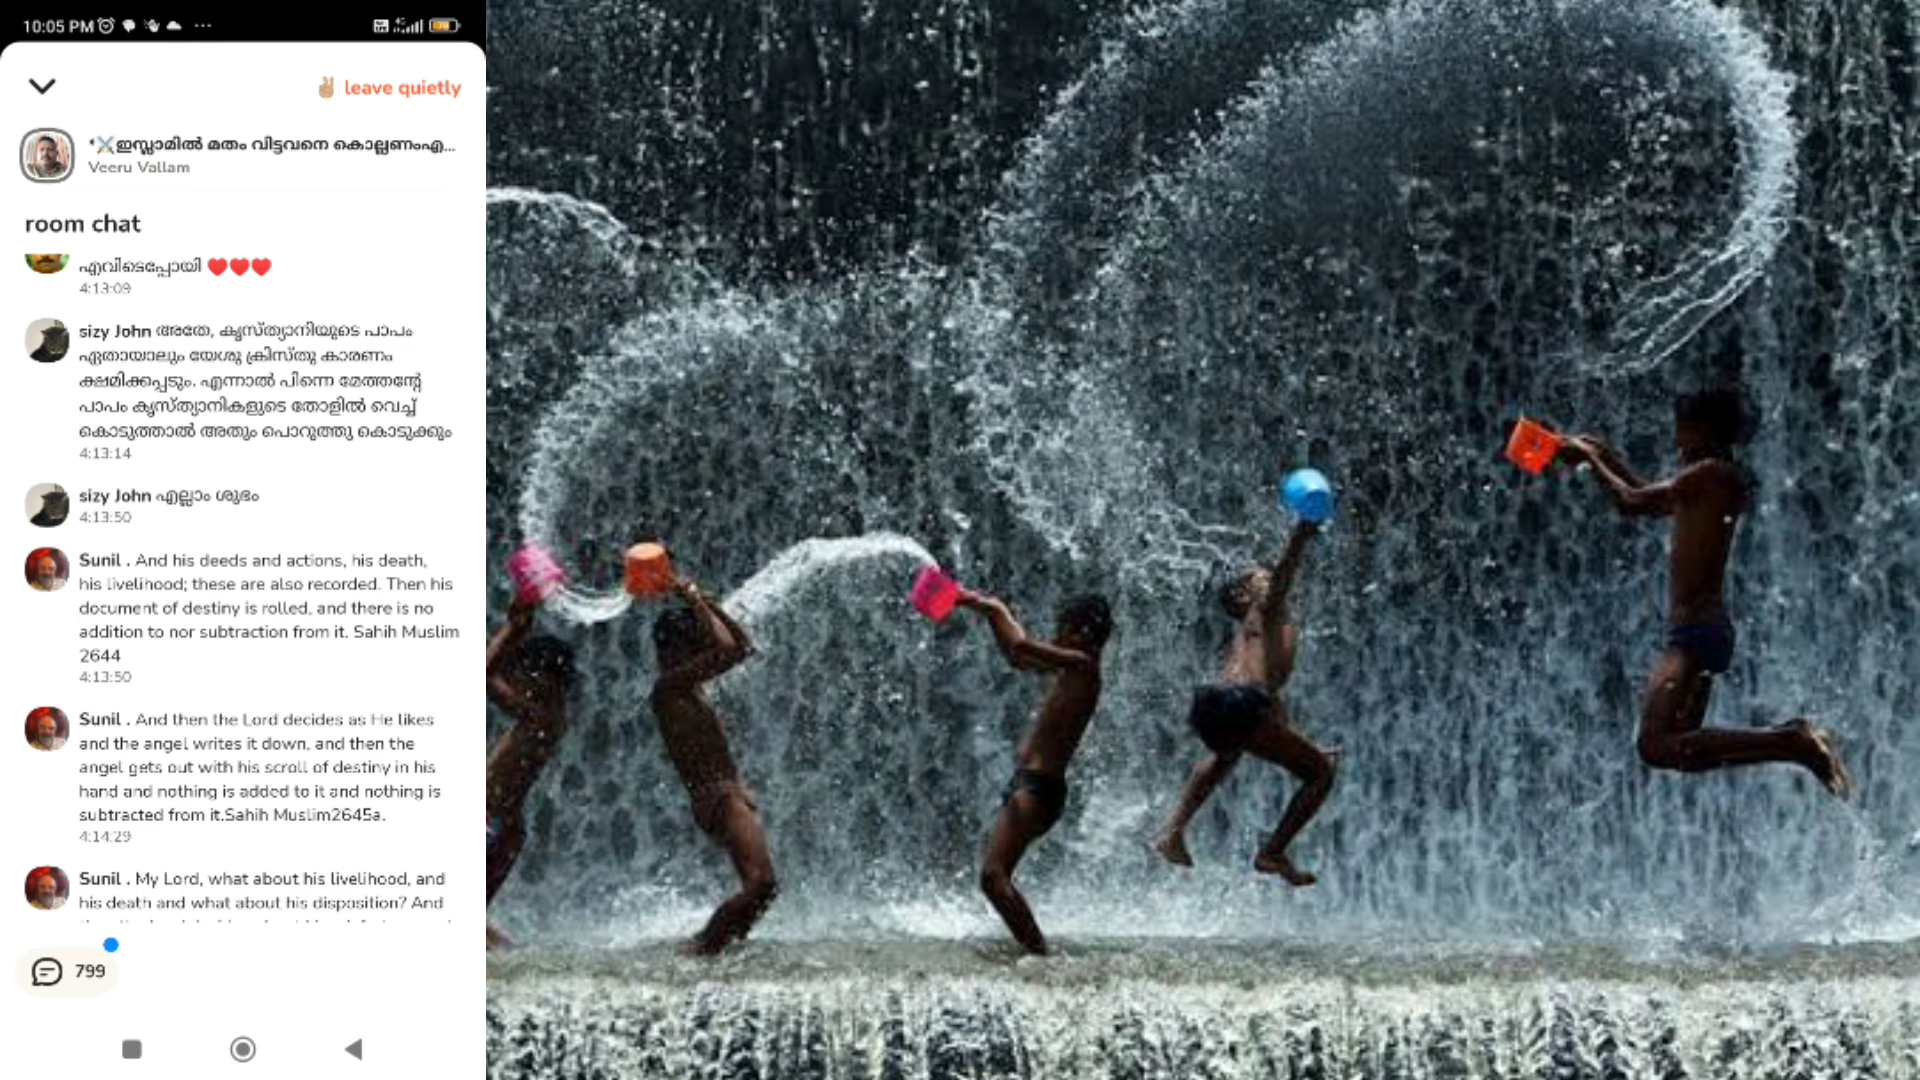 10:05 PM
leave quietly
*⚔️ഇസ്ലാമിൽ മതം വിട്ടവനെ കൊല്ലണംഎ...
Veeru Vallam
room chat
എവിടെപ്പോയി ❤️❤️❤️
4:13:09
sizy John അതേ, കൃസ്ത്യാനിയുടെ പാപം
ഏതായാലും യേശു ക്രിസ്തു കാരണം
ക്ഷമിക്കപ്പടും. എന്നാൽ പിന്നെ മേത്തന്റേ
പാപം കൃസ്ത്യാനികളുടെ തോളിൽ വെച്ച്
കൊടുത്താൽ അതും പൊറുത്തു കൊടുക്കും
4:13:14
sizy John എല്ലാം ശുഭം
4:13:50
Sunil . And his deeds and actions, his death,
his livelihood; these are also recorded. Then his
document of destiny is rolled, and there is no
addition to nor subtraction from it. Sahih Muslim
2644
4:13:50
Sunil . And then the Lord decides as He likes
and the angel writes it down, and then the
angel gets out with his scroll of destiny in his
hand and nothing is added to it and nothing is
subtracted from it.Sahih Muslim2645a.
4:14:29
Sunil . My Lord, what about his livelihood, and
his death and what about his disposition? And
799